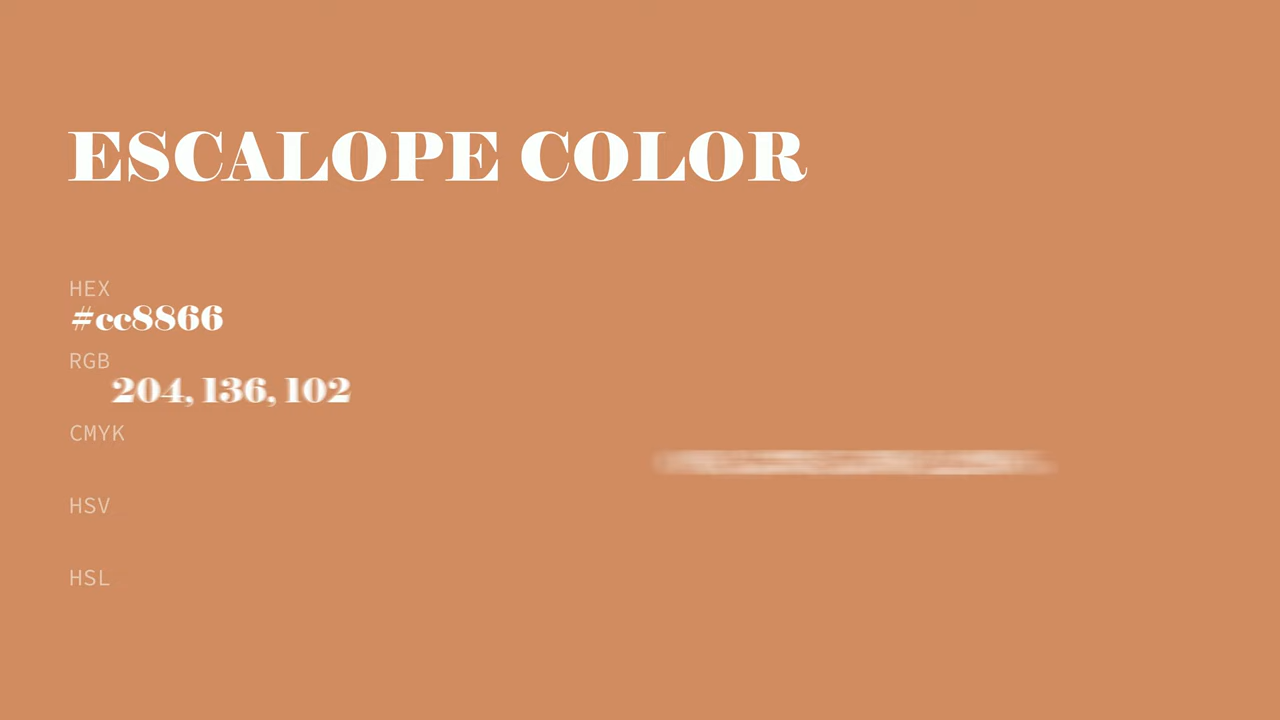 ESCALOPE COLOR
HEX
#cc8866
RGB
204, 136, 102
CMYK
HSV
HSL